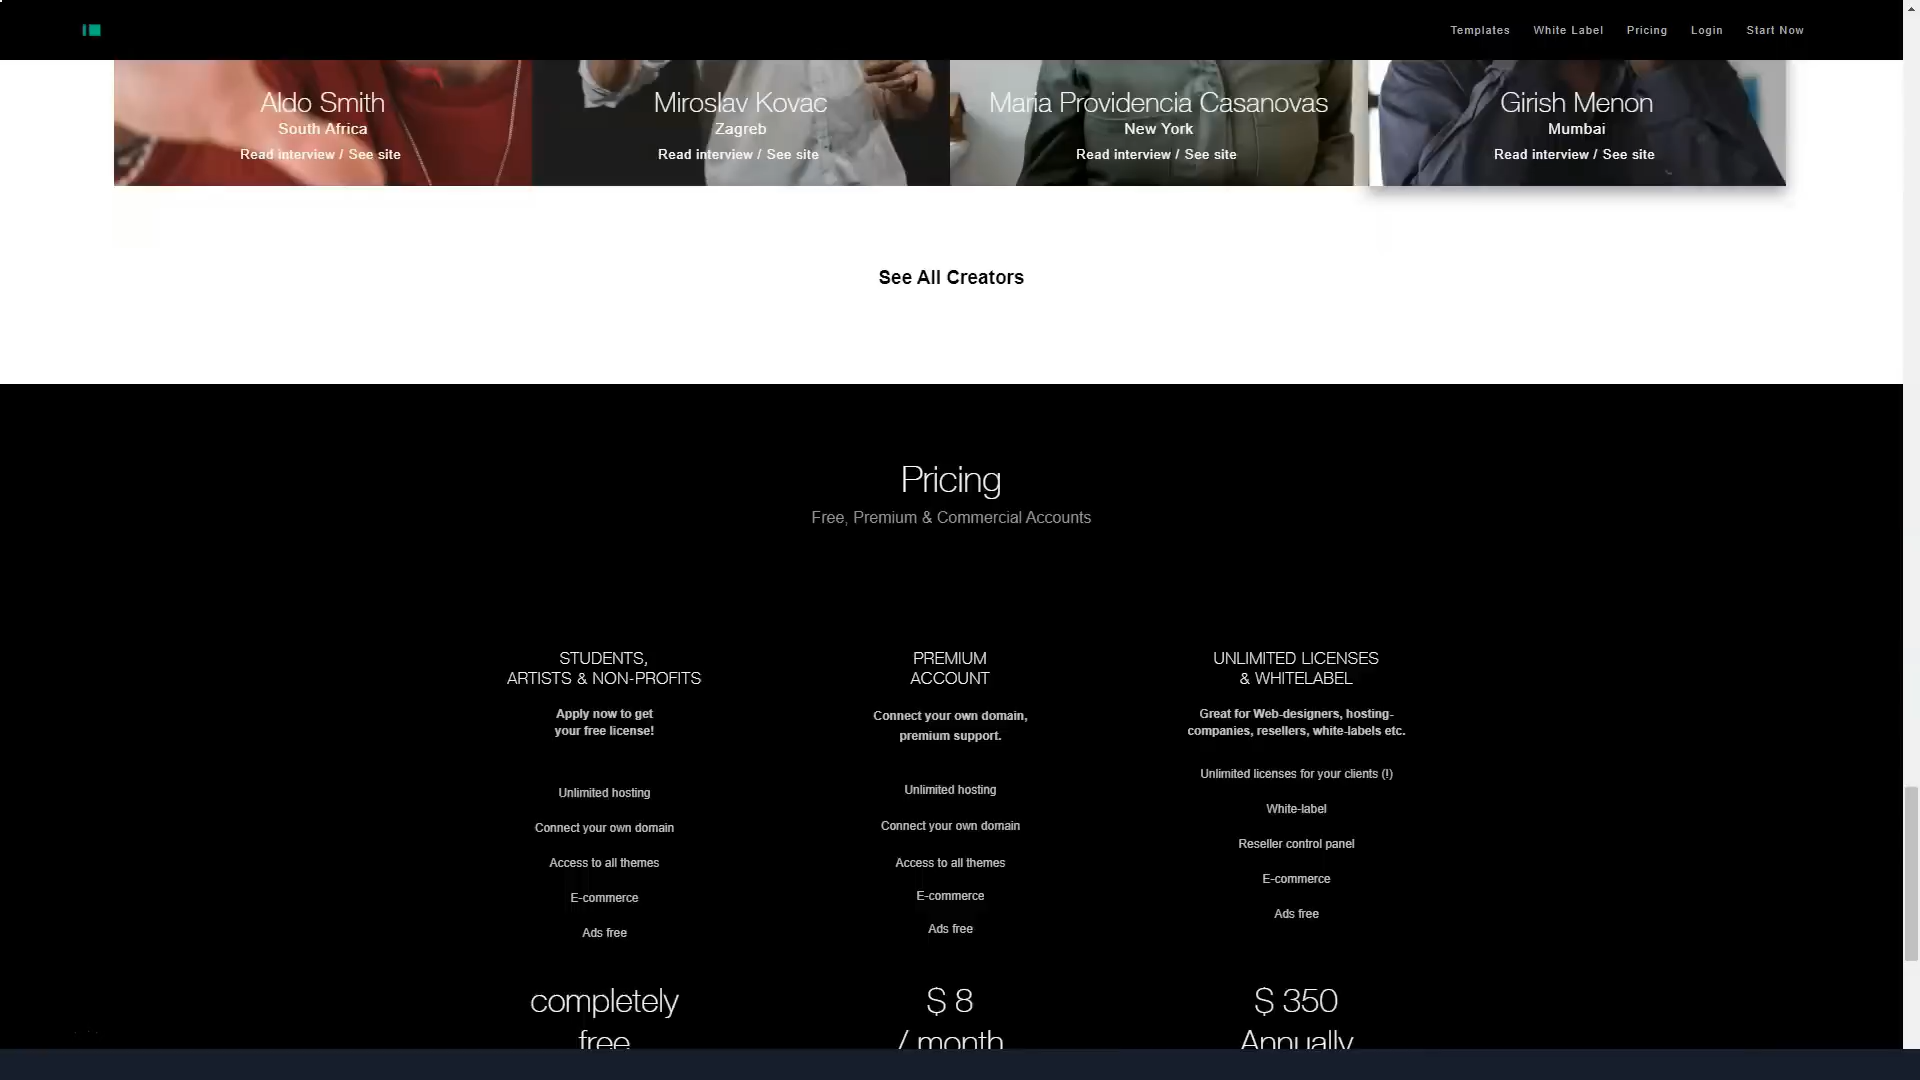 Templates White Label Pricing Login Start Now
Aldo Smith
South Africa
Read interview / See site
Miroslav Kovac
Zagreb
Read interview / See site
Maria Providencia Casanovas
New York
Read interview / See site
Girish Menon
Mumbai
Read interview / See site
See All Creators
Pricing
Free, Premium & Commercial Accounts
STUDENTS,
ARTISTS & NON-PROFITS
Apply now to get
your free license!
Unlimited hosting
Connect your own domain
Access to all themes
E-commerce
Ads free
completely
free
PREMIUM
ACCOUNT
Connect your own domain,
premium support.
Unlimited hosting
Connect your own domain
Access to all themes
E-commerce
Ads free
$ 8
/ month
UNLIMITED LICENSES
& WHITELABEL
Great for Web-designers, hosting-
companies, resellers, white-labels etc.
Unlimited licenses for your clients (!)
White-label
Reseller control panel
E-commerce
Ads free
$ 350
Annually